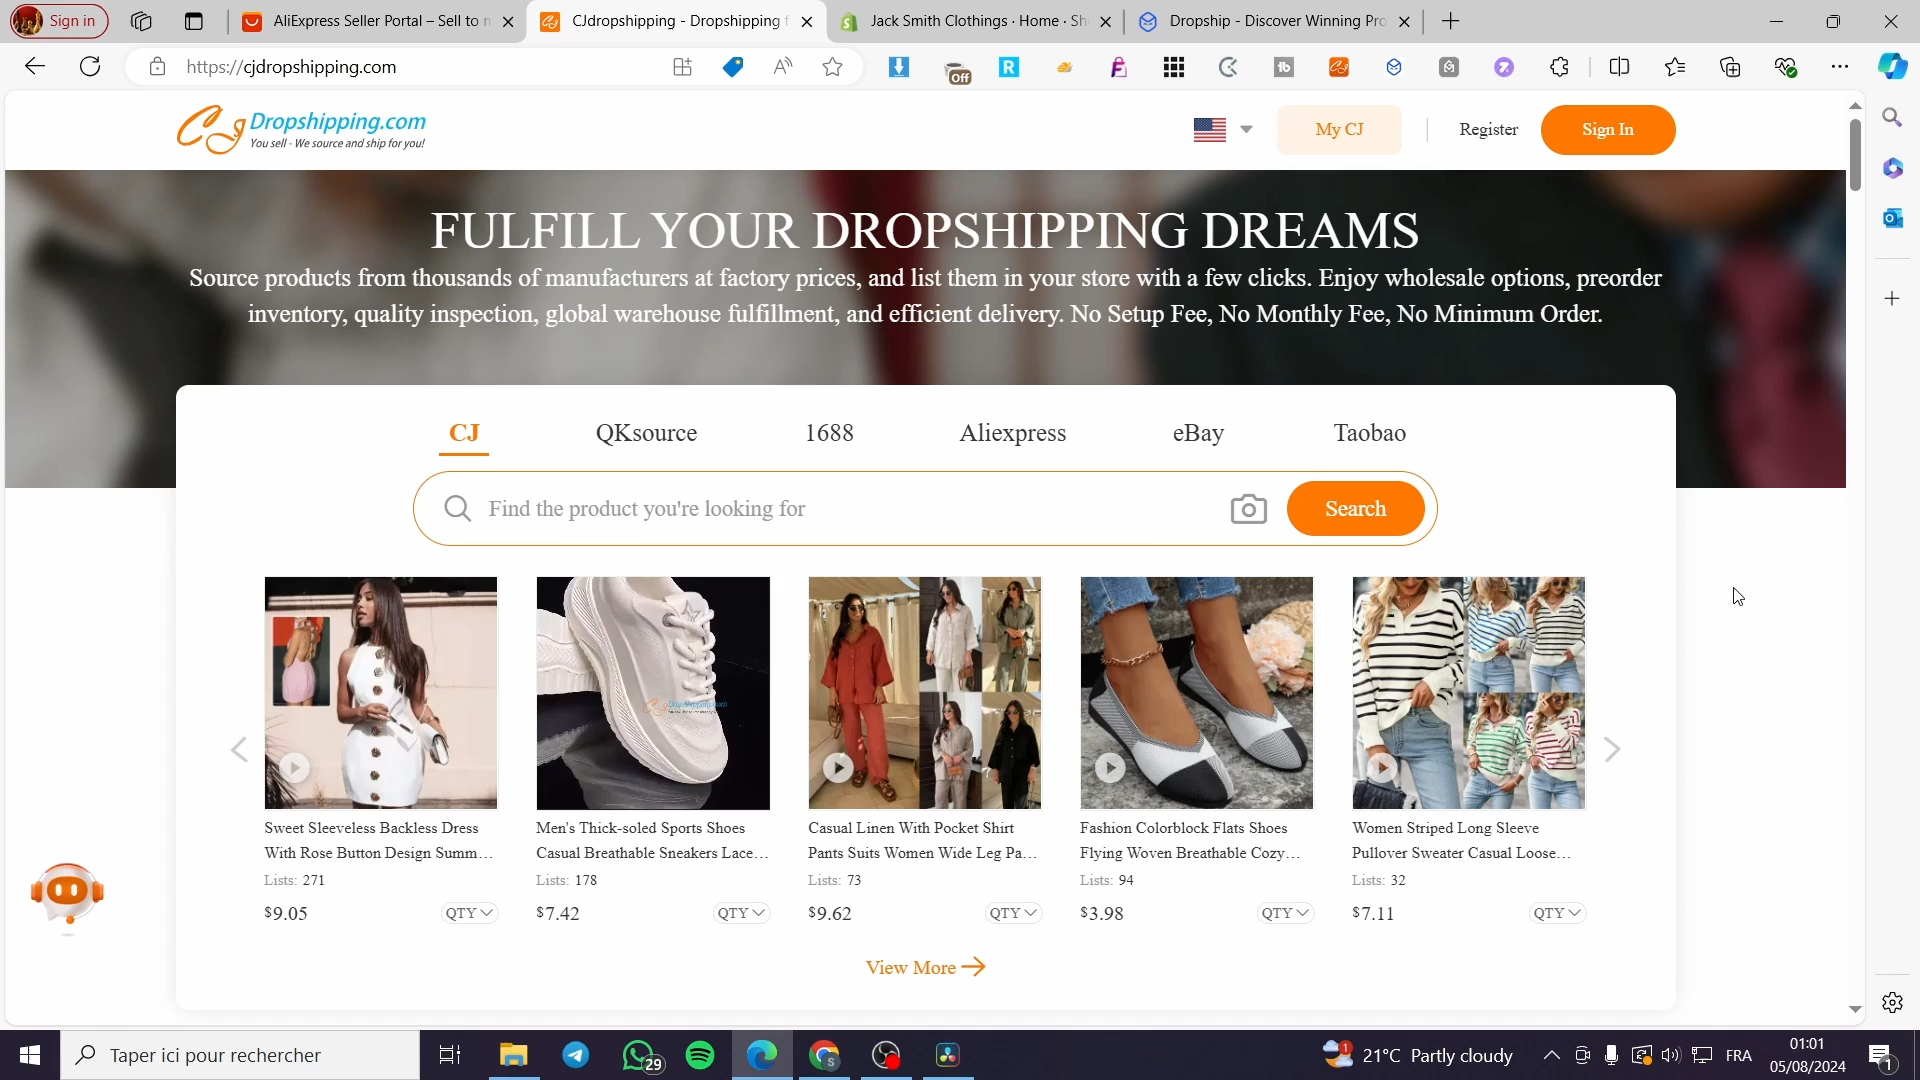 Sign in
AliExpress Seller Portal – Sell to m
CJdropshipping - Dropshipping f
Jack Smith Clothings · Home · Sh
Dropship - Discover Winning Pro
https://cjdropshipping.com
Off
CJ Dropshipping.com
You sell - We source and ship for you!
My CJ
Register
Sign In
FULFILL YOUR DROPSHIPPING DREAMS
Source products from thousands of manufacturers at factory prices, and list them in your store with a few clicks. Enjoy wholesale options, preorder
inventory, quality inspection, global warehouse fulfillment, and efficient delivery. No Setup Fee, No Monthly Fee, No Minimum Order.
CJ
QKsource
1688
Aliexpress
eBay
Taobao
Find the product you're looking for
Search
Sweet Sleeveless Backless Dress
With Rose Button Design Summ...
Lists: 271
$9.05
QTY
Men's Thick-soled Sports Shoes
Casual Breathable Sneakers Lace...
Lists: 178
$7.42
QTY
Casual Linen With Pocket Shirt
Pants Suits Women Wide Leg Pa...
Lists: 73
$9.62
QTY
Fashion Colorblock Flats Shoes
Flying Woven Breathable Cozy...
Lists: 94
$3.98
QTY
Women Striped Long Sleeve
Pullover Sweater Casual Loose...
Lists: 32
$7.11
QTY
View More
Taper ici pour rechercher
29
1
21°C Partly cloudy
FRA
01:01
05/08/2024
1